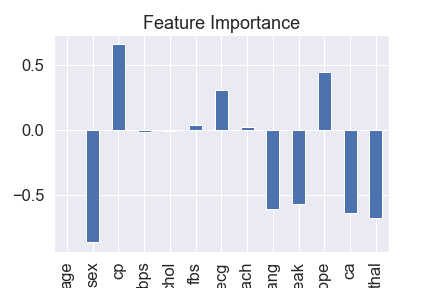 Feature Importance
0.5
0.0
−0.5
age
sex
cp
bps
hol
fbs
ecg
ach
ang
eak
ope
ca
thal